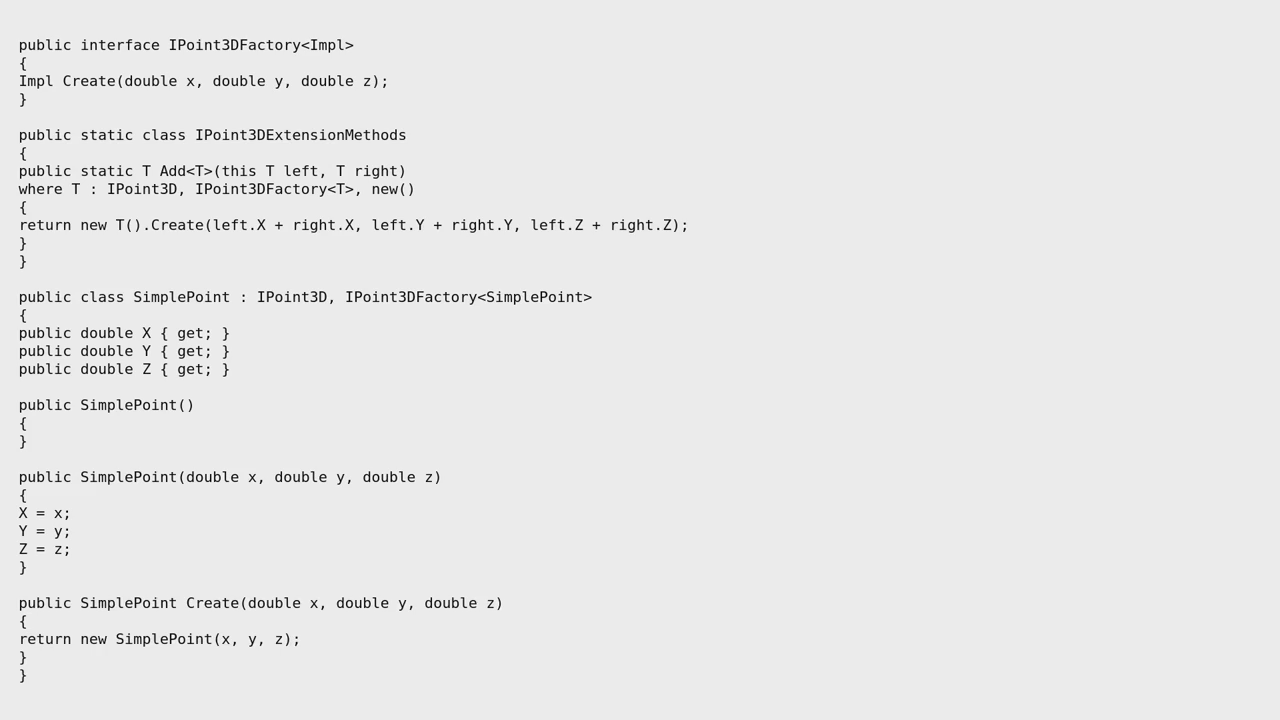 public interface IPoint3DFactory<Impl>
{
Impl Create(double x, double y, double z);
}

public static class IPoint3DExtensionMethods
{
public static T Add<T>(this T left, T right)
where T : IPoint3D, IPoint3DFactory<T>, new()
{
return new T().Create(left.X + right.X, left.Y + right.Y, left.Z + right.Z);
}
}

public class SimplePoint : IPoint3D, IPoint3DFactory<SimplePoint>
{
public double X { get; }
public double Y { get; }
public double Z { get; }

public SimplePoint()
{
}

public SimplePoint(double x, double y, double z)
{
X = x;
Y = y;
Z = z;
}

public SimplePoint Create(double x, double y, double z)
{
return new SimplePoint(x, y, z);
}
}